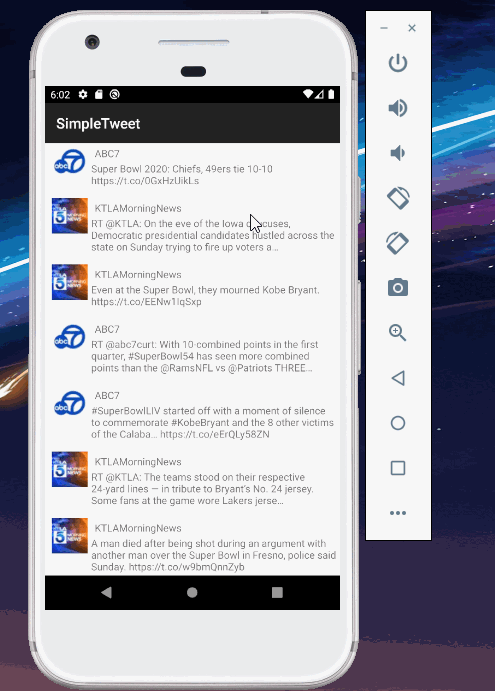 6:02
SimpleTweet
ABC7
Super Bowl 2020: Chiefs, 49ers tie 10-10
https://t.co/0GxHzUikLs
KTLAMorningNews
RT @KTLA: On the eve of the Iowa caucuses,
Democratic presidential candidates hustled across the
state on Sunday trying to fire up voters a…
KTLAMorningNews
Even at the Super Bowl, they mourned Kobe Bryant.
https://t.co/EENw1IqSxp
ABC7
RT @abc7curt: With 10-combined points in the first
quarter, #SuperBowl54 has seen more combined
points than the @RamsNFL vs @Patriots THREE…
ABC7
#SuperBowlLIV started off with a moment of silence
to commemorate #KobeBryant and the 8 other victims
of the Calaba… https://t.co/eErQLy58ZN
KTLAMorningNews
RT @KTLA: The teams stood on their respective
24-yard lines — in tribute to Bryant's No. 24 jersey.
Some fans at the game wore Lakers jerse…
KTLAMorningNews
A man died after being shot during an argument with
another man over the Super Bowl in Fresno, police said
Sunday. https://t.co/w9bmQnnZyb